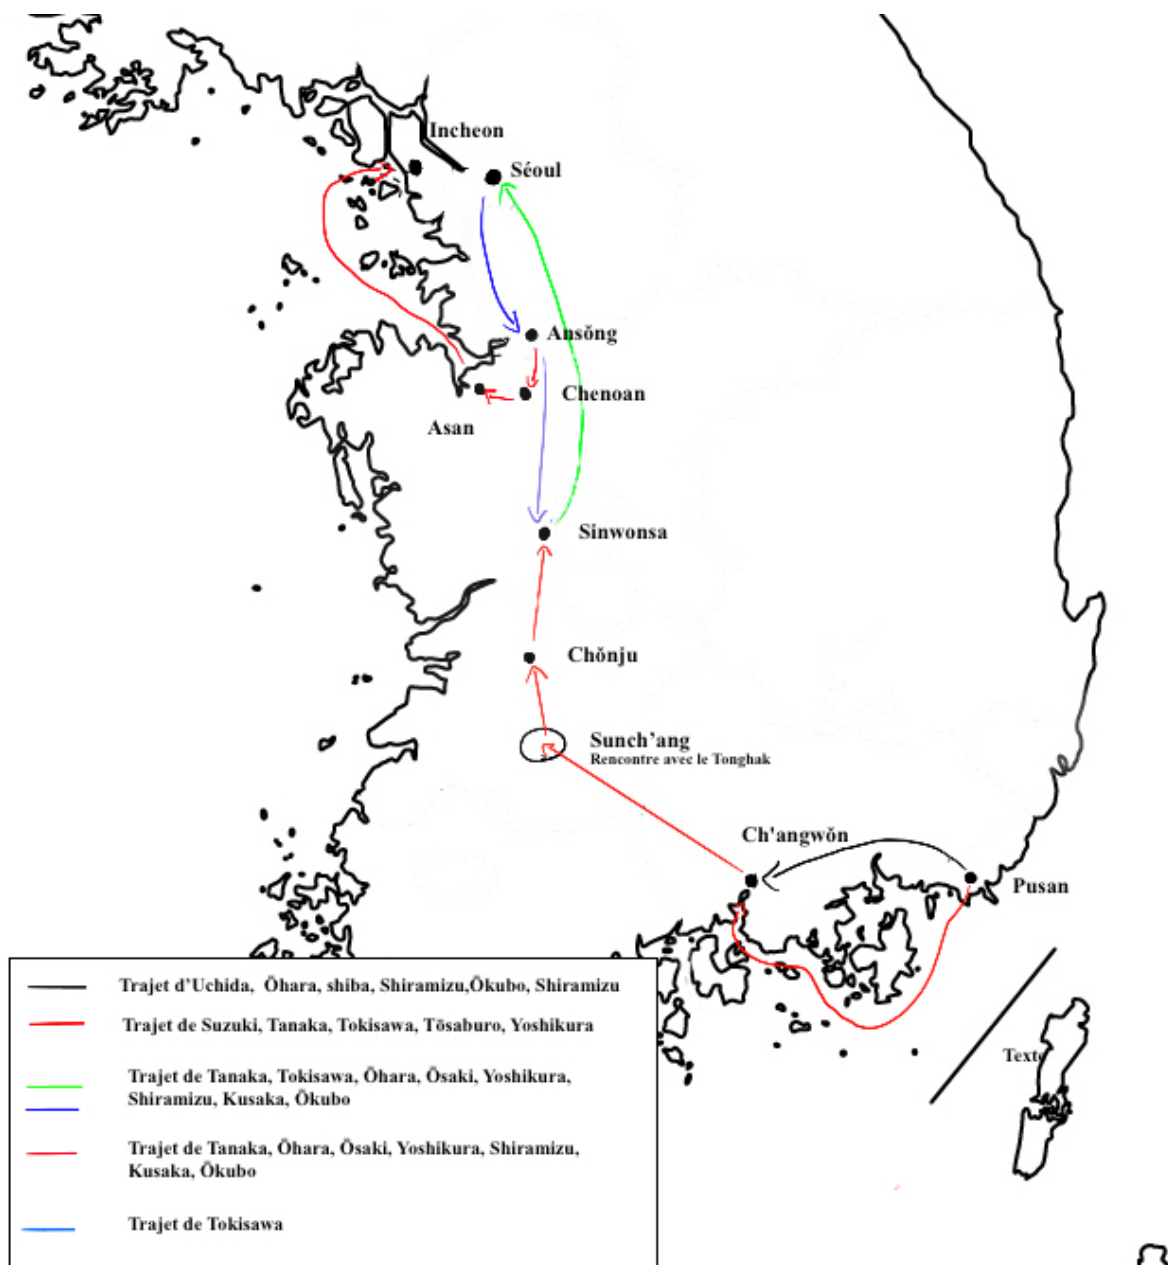 Incheon
Séoul
Ansŏng
Chenoan
Asan
Sinwonsa
Chŏnju
Sunch’ang
Rencontre avec le Tonghak
Ch'angwŏn
Pusan
Texte
Trajet d’Uchida, Ōhara, shiba, Shiramizu,Ōkubo, Shiramizu
Trajet de Suzuki, Tanaka, Tokisawa, Tōsaburo, Yoshikura
Trajet de Tanaka, Tokisawa, Ōhara, Ōsaki, Yoshikura,
Shiramizu, Kusaka, Ōkubo
Trajet de Tanaka, Ōhara, Ōsaki, Yoshikura, Shiramizu,
Kusaka, Ōkubo
Trajet de Tokisawa